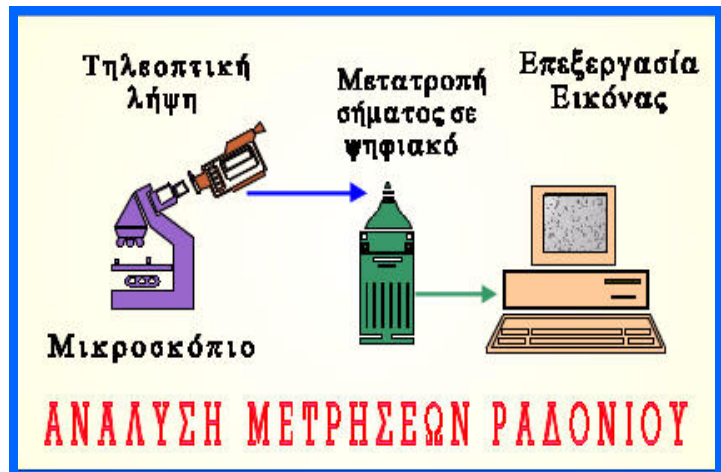 Τηλεοπτική
λήψη
Μετατροπή
σήματος σε
ψηφιακό
Επεξεργασία
Εικόνας
Μικροσκόπιο
ΑΝΑΛΥΣΗ ΜΕΤΡΗΣΕΩΝ ΡΑΔΟΝΙΟΥ